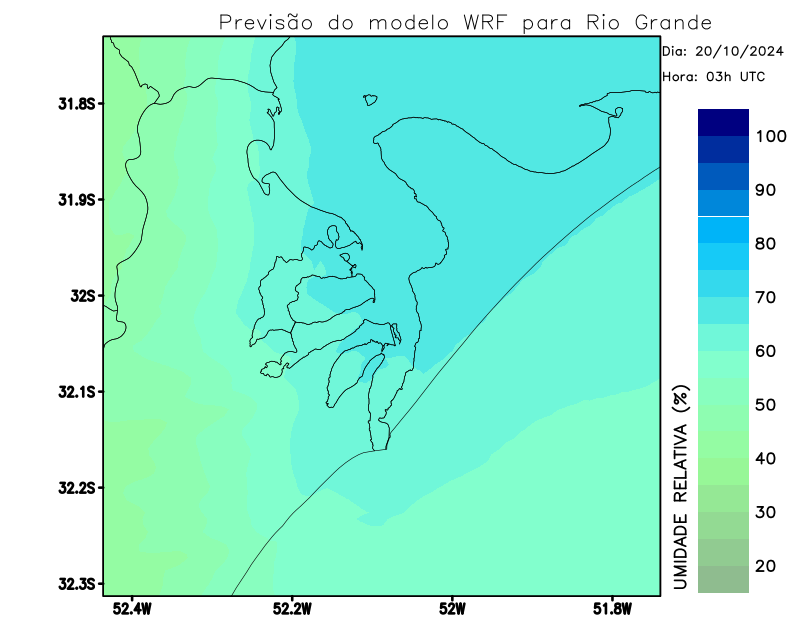 Previsão do modelo WRF para Rio Grande
Dia: 20/10/2024
Hora: 03h UTC
31.8S
31.9S
32S
32.1S
32.2S
32.3S
52.4W
52.2W
52W
51.8W
UMIDADE RELATIVA (%)
100
90
80
70
60
50
40
30
20